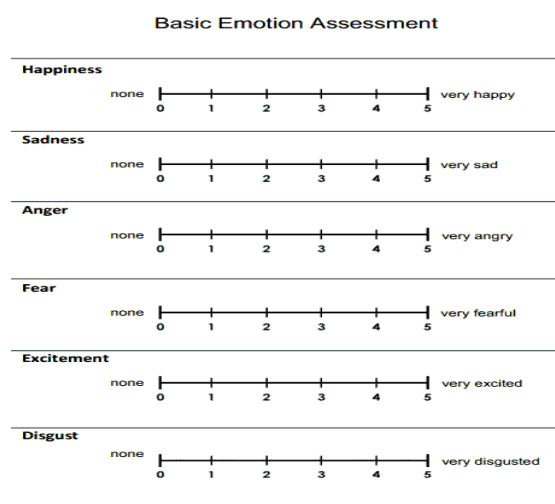 Basic Emotion Assessment
Happiness
none 0 1 2 3 4 5 very happy
Sadness
none 0 1 2 3 4 5 very sad
Anger
none 0 1 2 3 4 5 very angry
Fear
none 0 1 2 3 4 5 very fearful
Excitement
none 0 1 2 3 4 5 very excited
Disgust
none 0 1 2 3 4 5 very disgusted